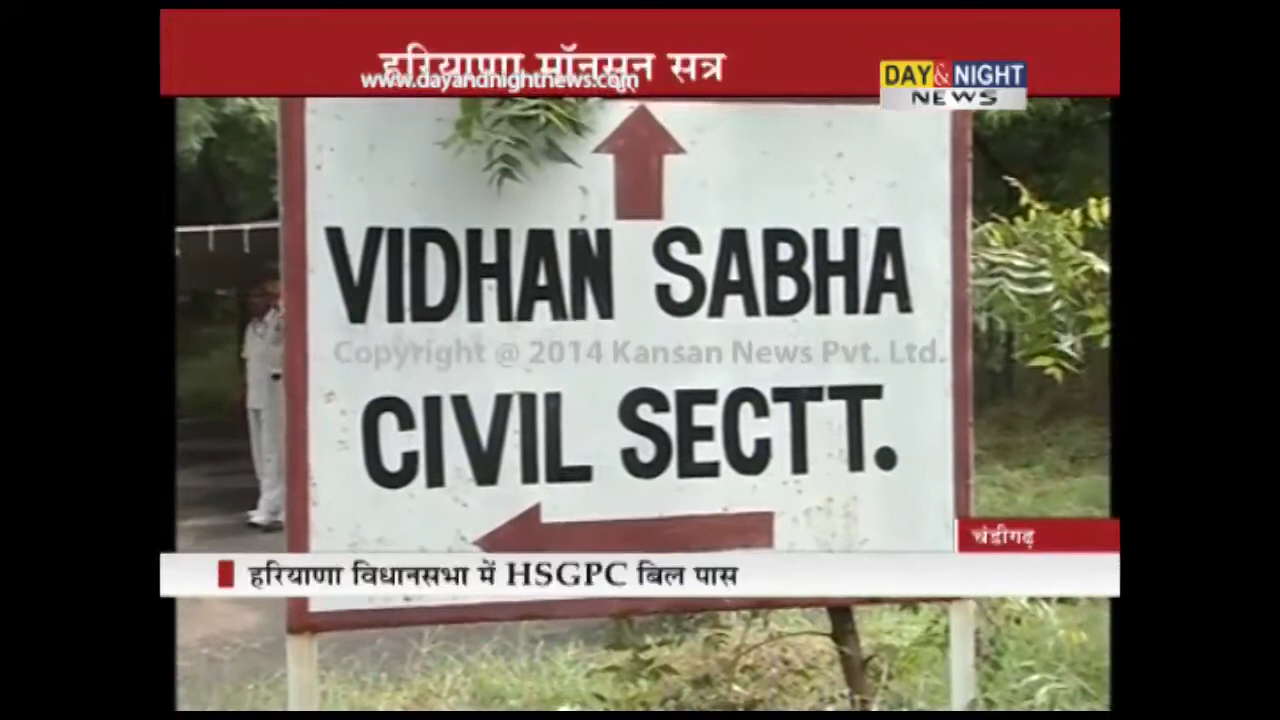 हरियाणा मॉनसून सत्र
www.dayandnightnews.com
DAY & NIGHT
NEWS
VIDHAN SABHA
Copyright @ 2014 Kansan News Pvt. Ltd.
CIVIL SECTT.
चंडीगढ़
हरियाणा विधानसभा में HSGPC बिल पास